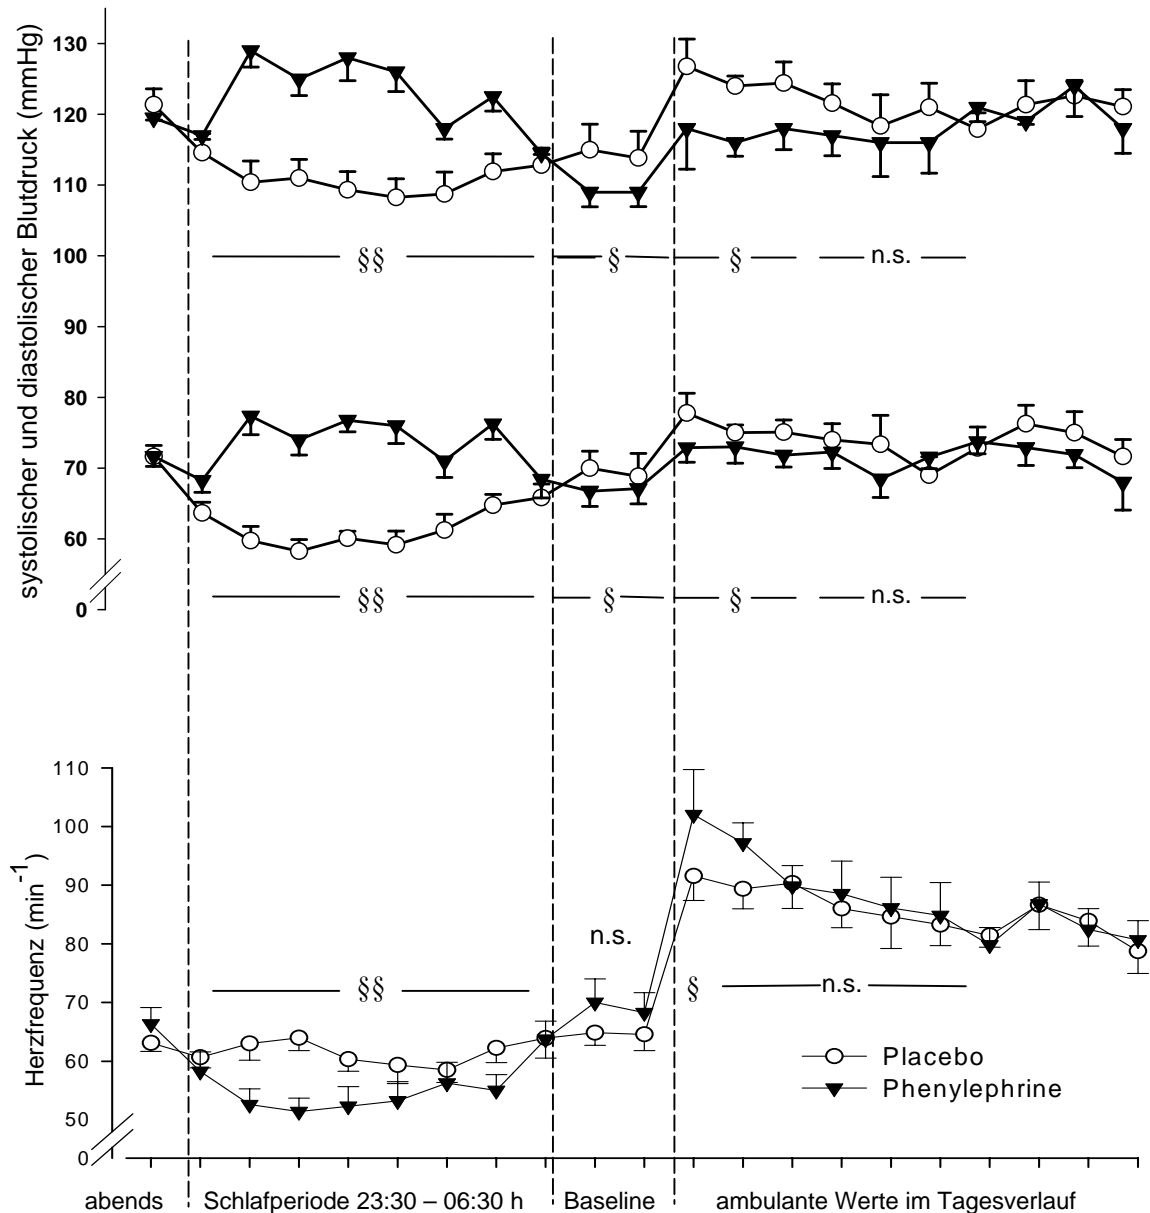 systolischer und diastolischer Blutdruck (mmHg)
130
120
110
100
90
80
70
60
0
§§
§
§
n.s.
§§
§
§
n.s.
Herzfrequenz (min-1)
110
100
90
80
70
60
50
0
§§
n.s.
§
n.s.
Placebo
Phenylephrine
abends
Schlafperiode 23:30 – 06:30 h
Baseline
ambulante Werte im Tagesverlauf